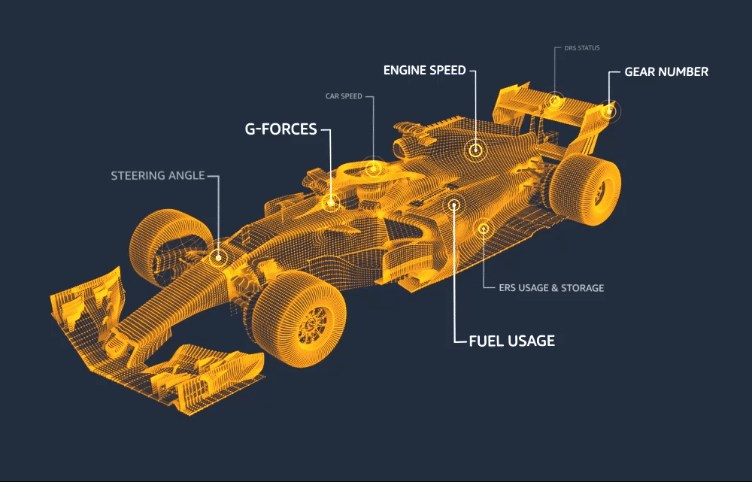 DRS STATUS
ENGINE SPEED
GEAR NUMBER
CAR SPEED
G-FORCES
STEERING ANGLE
ERS USAGE & STORAGE
FUEL USAGE